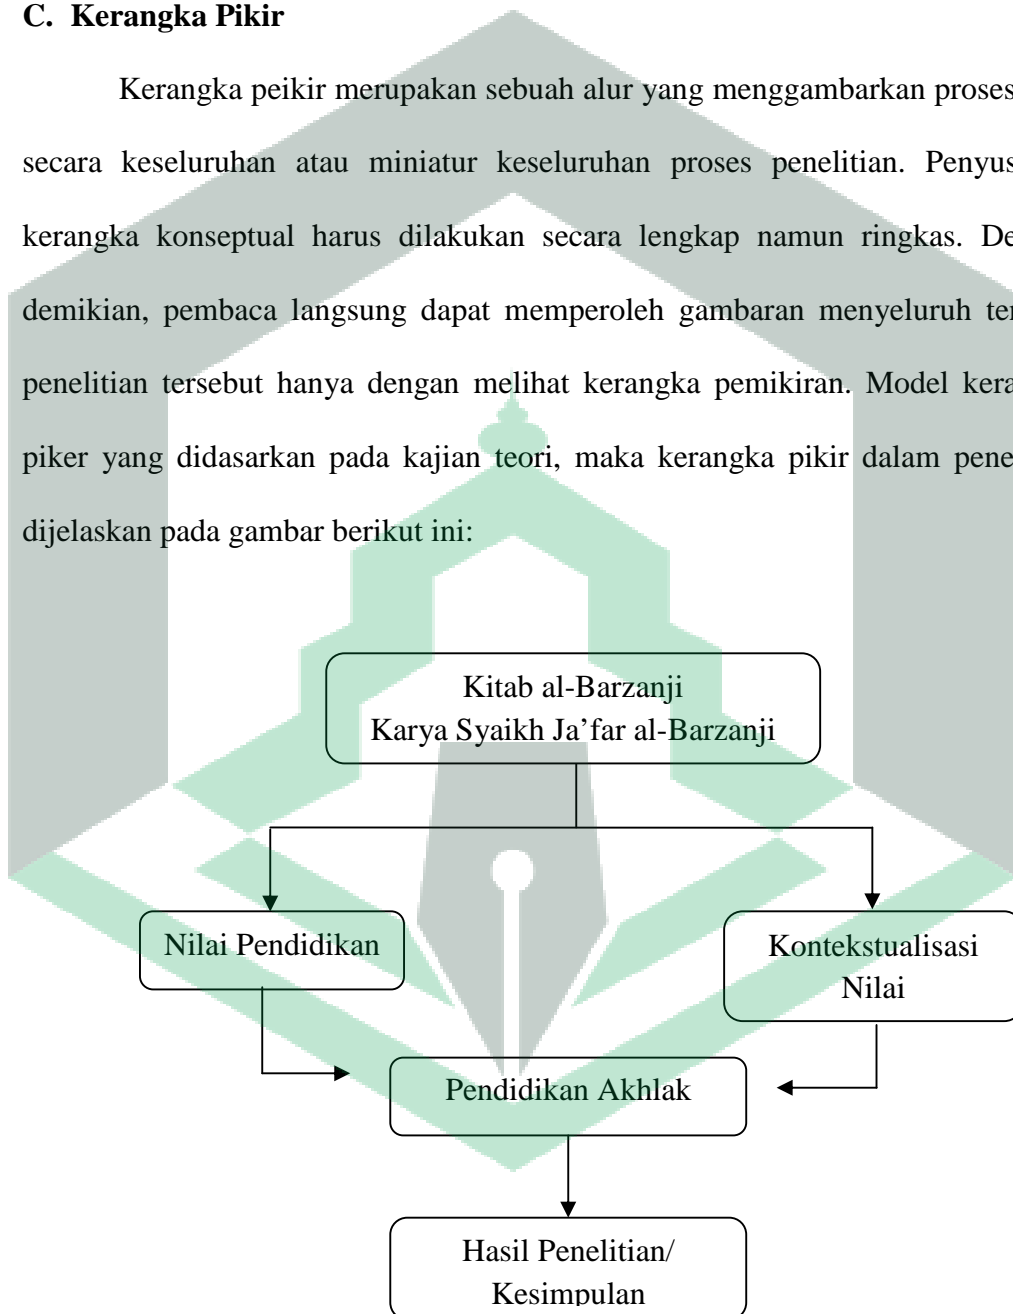 C. Kerangka Pikir
Kerangka peikir merupakan sebuah alur yang menggambarkan proses
secara keseluruhan atau miniatur keseluruhan proses penelitian. Penyus
kerangka konseptual harus dilakukan secara lengkap namun ringkas. De
demikian, pembaca langsung dapat memperoleh gambaran menyeluruh ter
penelitian tersebut hanya dengan melihat kerangka pemikiran. Model kera
piker yang didasarkan pada kajian teori, maka kerangka pikir dalam pene
dijelaskan pada gambar berikut ini:
Kitab al-Barzanji
Karya Syaikh Ja’far al-Barzanji
Nilai Pendidikan
Kontekstualisasi
Nilai
Pendidikan Akhlak
Hasil Penelitian/
Kesimpulan